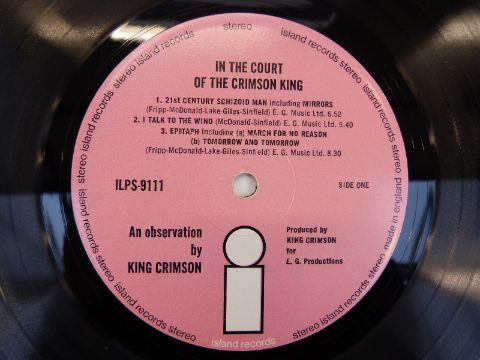 stereo island records stereo island records stereo island records stereo island records made in england
IN THE COURT
OF THE CRIMSON KING
1. 21st CENTURY SCHIZOID MAN including MIRRORS
(Fripp-McDonald-Lake-Giles-Sinfield) E. G. Music Ltd. 6.52
2. I TALK TO THE WIND (McDonald-Sinfield) E. G. Music Ltd. 5.40
3. EPITAPH including (a) MARCH FOR NO REASON
(b) TOMORROW AND TOMORROW
(Fripp-McDonald-Lake-Giles-Sinfield) E. G. Music Ltd. 8.30
ILPS-9111
SIDE ONE
An observation
by
KING CRIMSON
i
Produced by
KING CRIMSON
for
E. G. Productions
island records stereo island records stereo